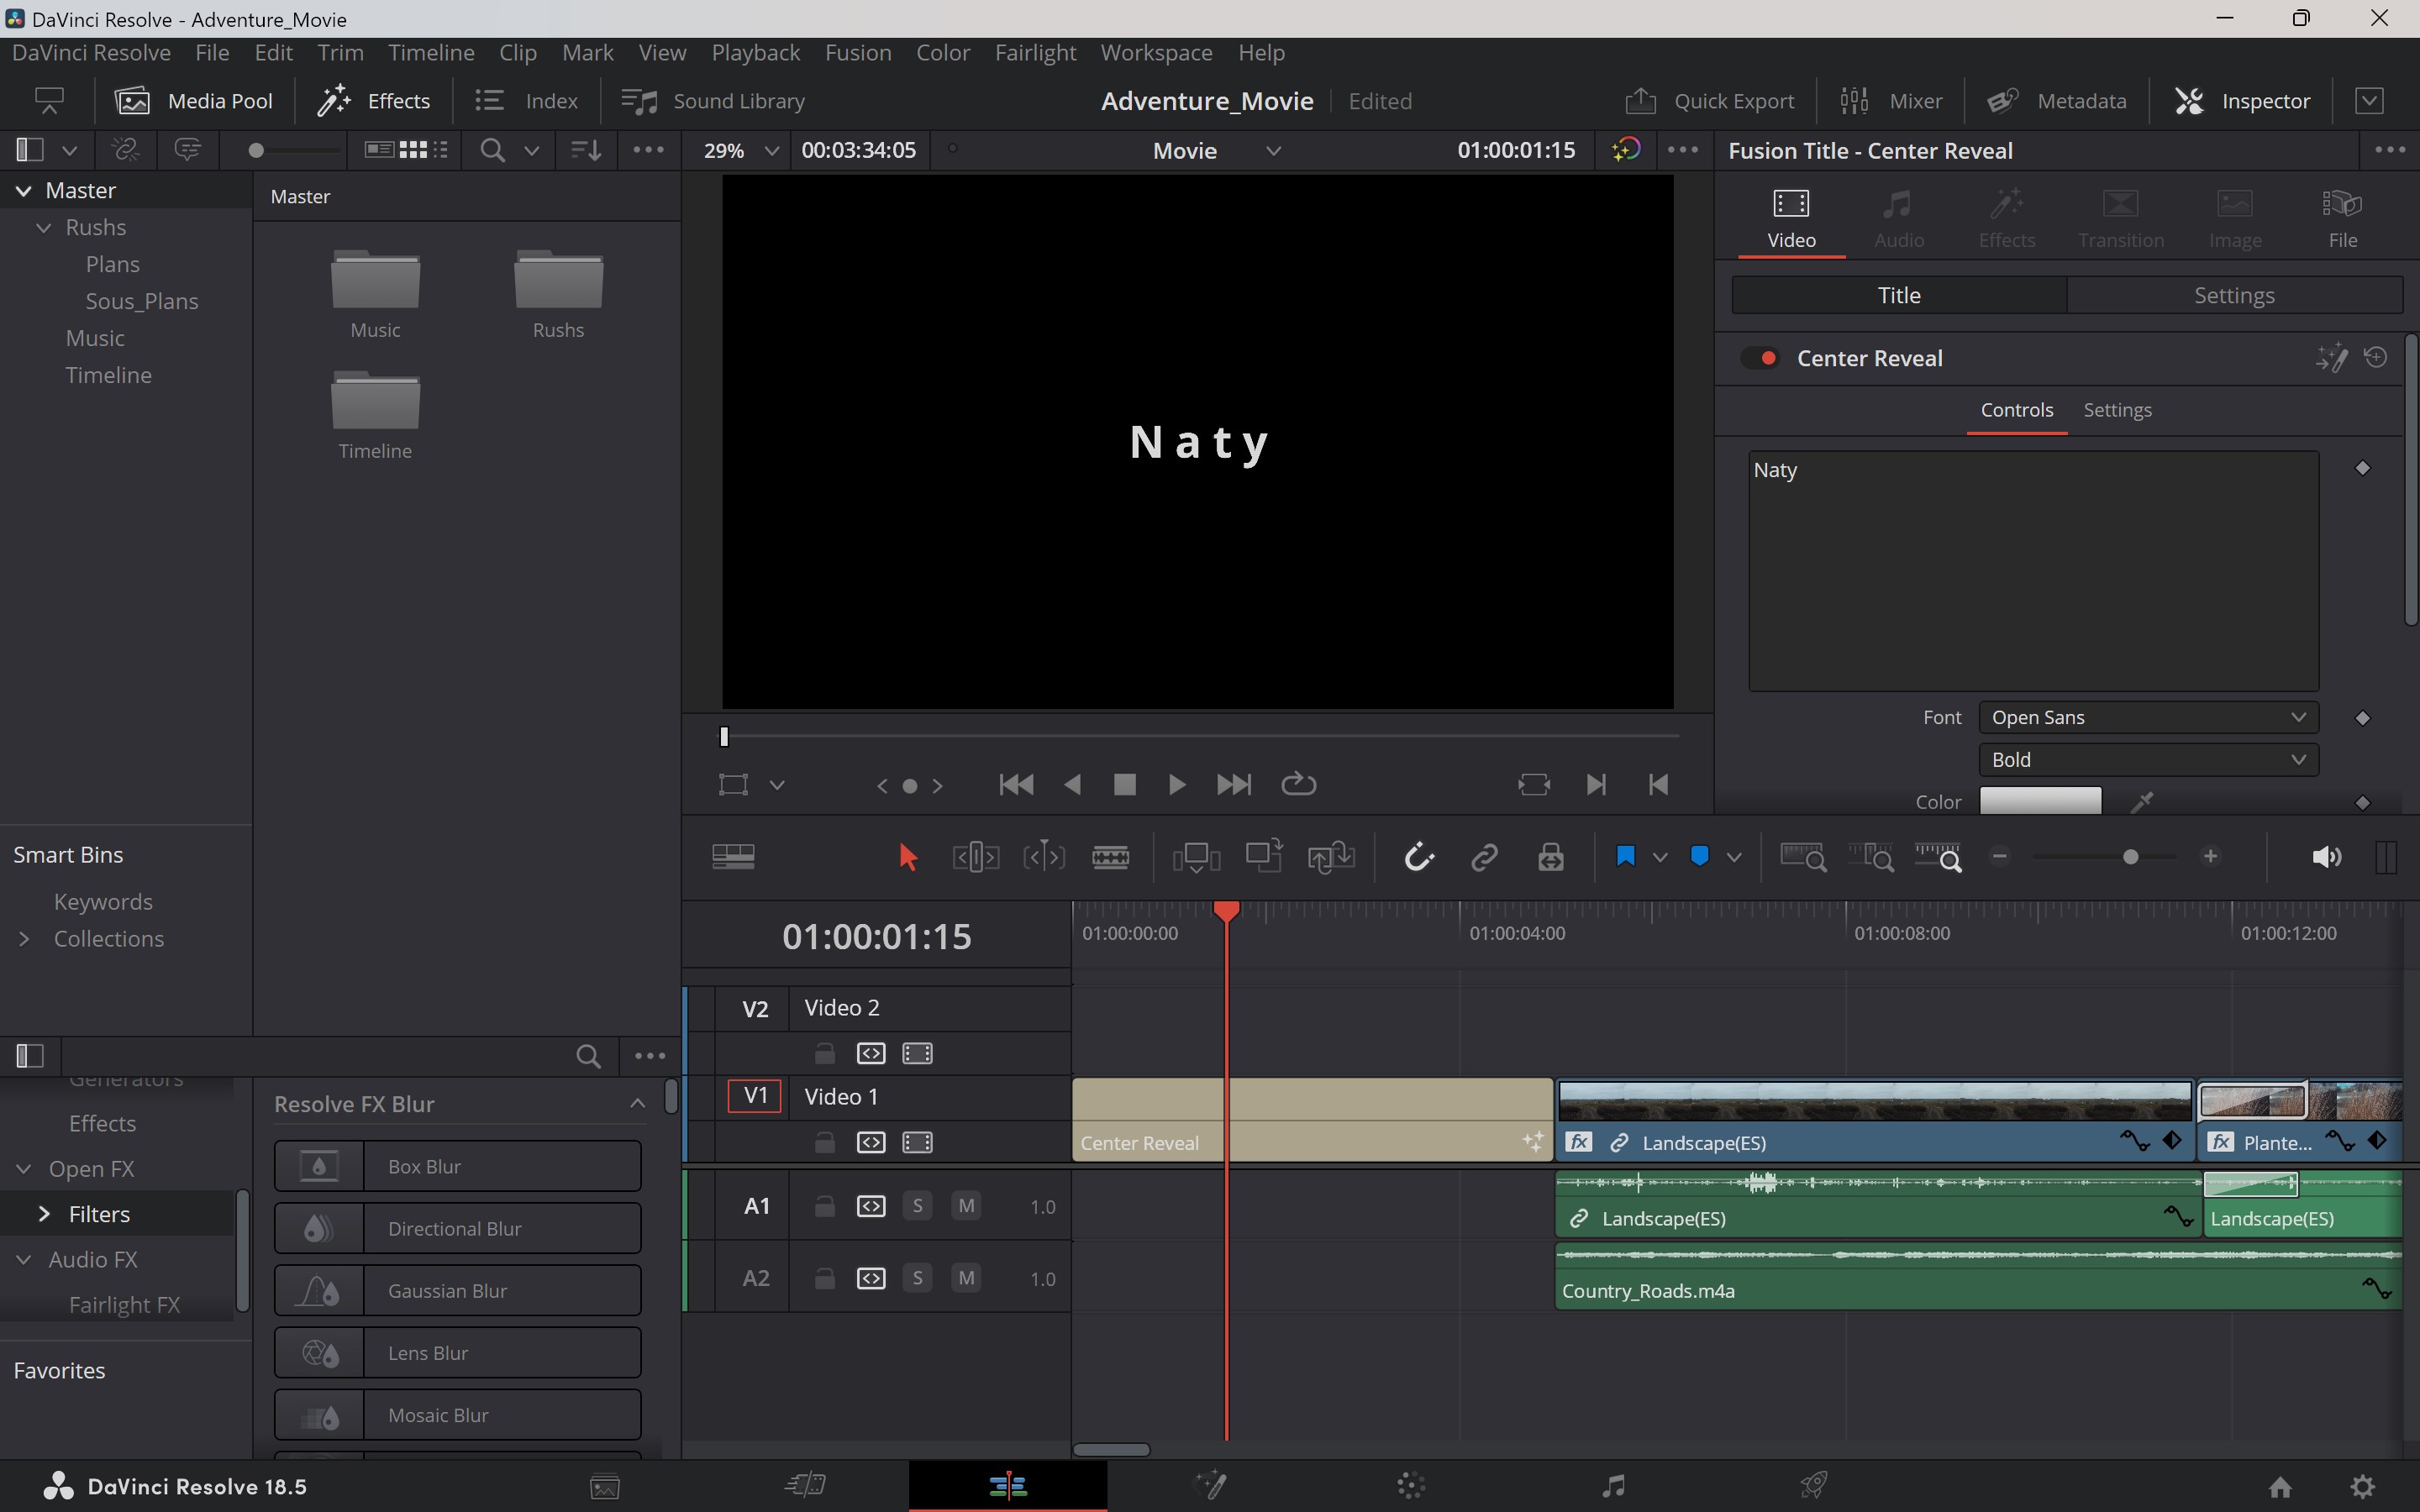 DaVinci Resolve - Adventure_Movie
DaVinci Resolve File Edit Trim Timeline Clip Mark View Playback Fusion Color Fairlight Workspace Help
Media Pool Effects Index Sound Library Adventure_Movie Edited Quick Export Mixer Metadata Inspector
29% 00:03:34:05 Movie 01:00:01:15 Fusion Title - Center Reveal
Master
Rushs
Plans
Sous_Plans
Music
Timeline
Master
Music Rushs
Timeline
Naty
Video Audio Effects Transition Image File
Title Settings
Center Reveal
Controls Settings
Naty
Font Open Sans
Bold
Color
Smart Bins
Keywords
Collections
Generators
Effects
Open FX
Filters
Audio FX
Fairlight FX
Favorites
Resolve FX Blur
Box Blur
Directional Blur
Gaussian Blur
Lens Blur
Mosaic Blur
01:00:01:15 01:00:00:00 01:00:04:00 01:00:08:00 01:00:12:00
V2 Video 2
V1 Video 1
Center Reveal fx Landscape(ES) fx Plante...
A1 S M 1.0 Landscape(ES) Landscape(ES)
A2 S M 1.0 Country_Roads.m4a
DaVinci Resolve 18.5